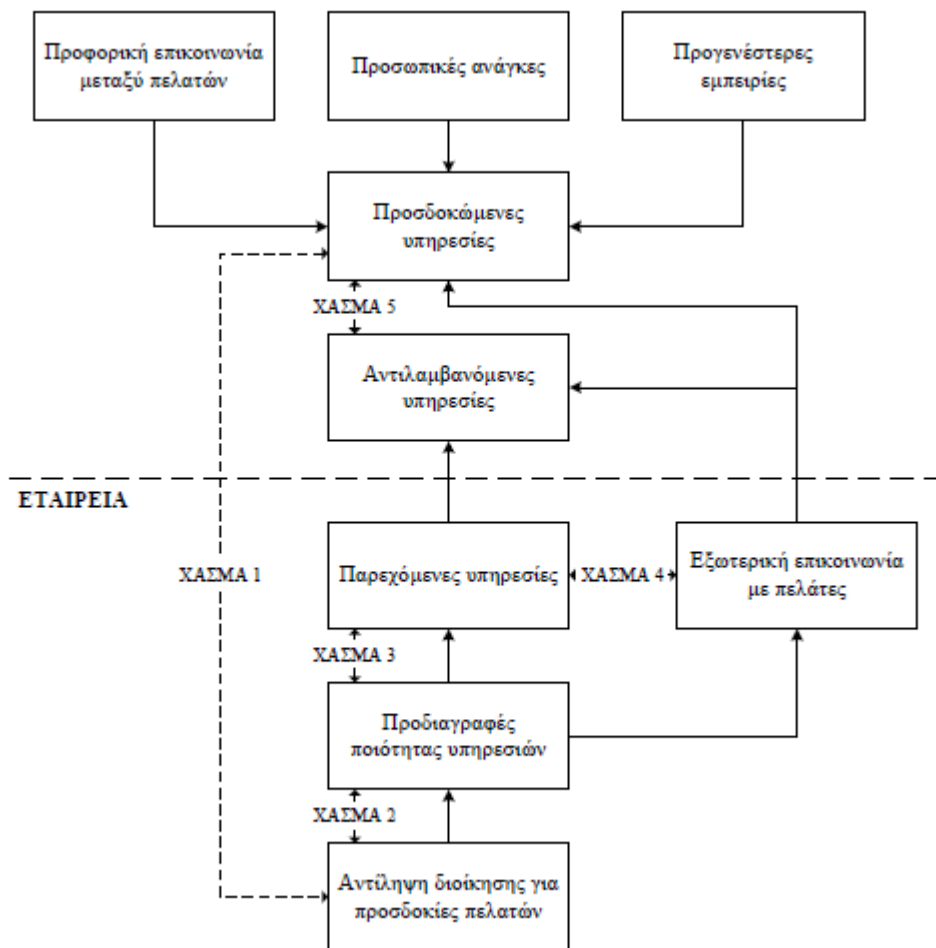 Προφορική επικοινωνία
μεταξύ πελατών
Προσωπικές ανάγκες
Προγενέστερες
εμπειρίες
Προσδοκώμενες
υπηρεσίες
ΧΑΣΜΑ 5
Αντιλαμβανόμενες
υπηρεσίες
ΕΤΑΙΡΕΙΑ
ΧΑΣΜΑ 1
Παρεχόμενες υπηρεσίες
ΧΑΣΜΑ 4
Εξωτερική επικοινωνία
με πελάτες
ΧΑΣΜΑ 3
Προδιαγραφές
ποιότητας υπηρεσιών
ΧΑΣΜΑ 2
Αντίληψη διοίκησης για
προσδοκίες πελατών